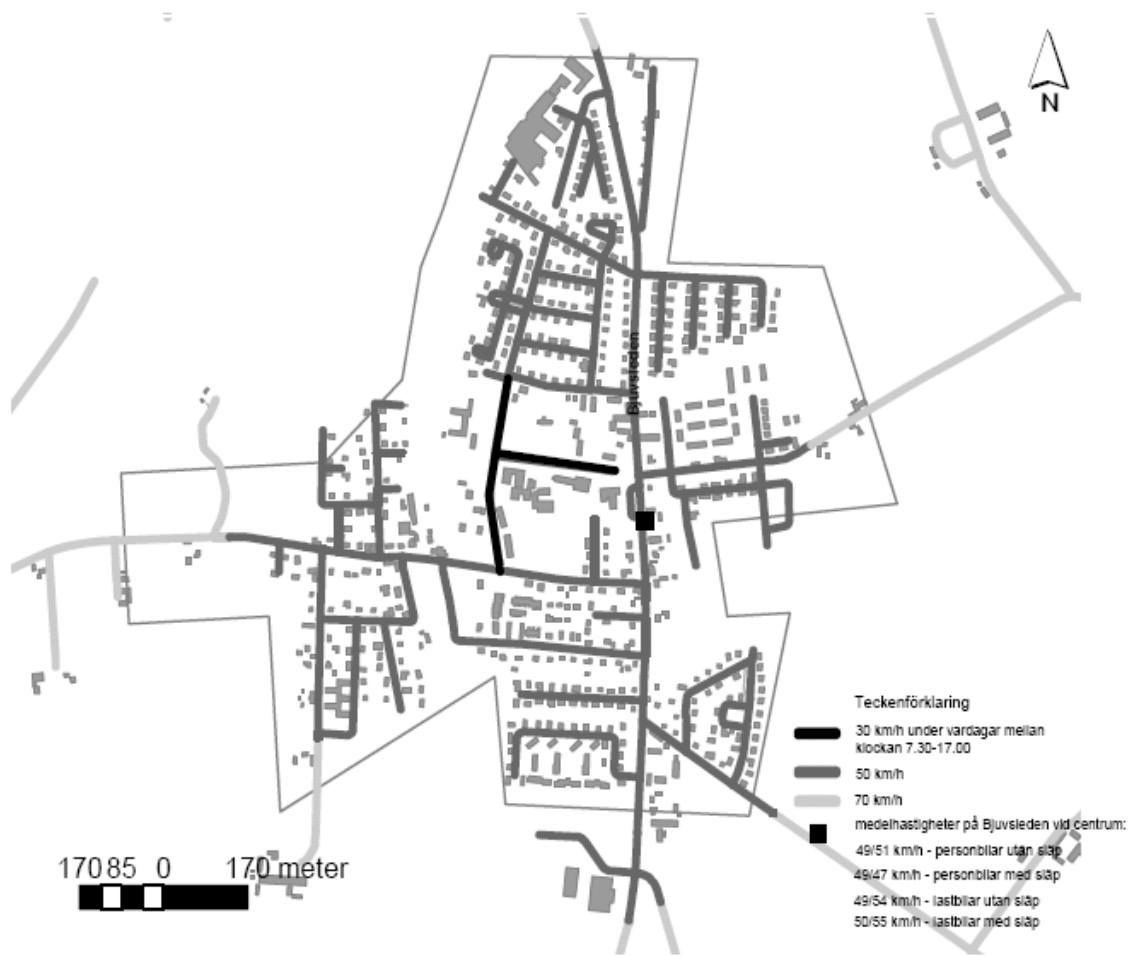 N
Bjuvsleden
Teckenförklaring
30 km/h under vardagar mellan
klockan 7.30-17.00
50 km/h
70 km/h
medelhastigheter på Bjuvsleden vid centrum:
49/51 km/h - personbilar utan släp
49/47 km/h - personbilar med släp
49/54 km/h - lastbilar utan släp
50/55 km/h - lastbilar med släp
170 85 0 170 meter